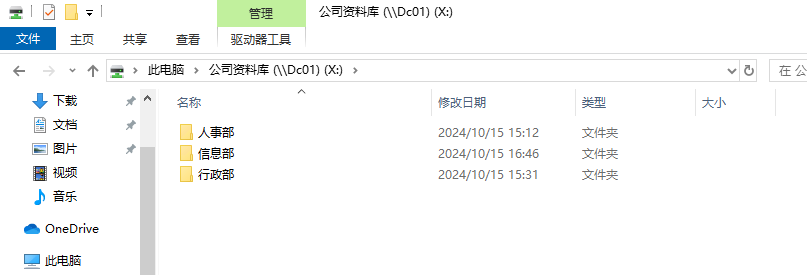 管理
公司资料库 (\\Dc01) (X:)
文件
主页
共享
查看
驱动器工具
此电脑
公司资料库 (\\Dc01) (X:)
在 公
下载
文档
图片
视频
音乐
OneDrive
此电脑
名称
修改日期
类型
大小
人事部
2024/10/15 15:12
文件夹
信息部
2024/10/15 16:46
文件夹
行政部
2024/10/15 15:31
文件夹